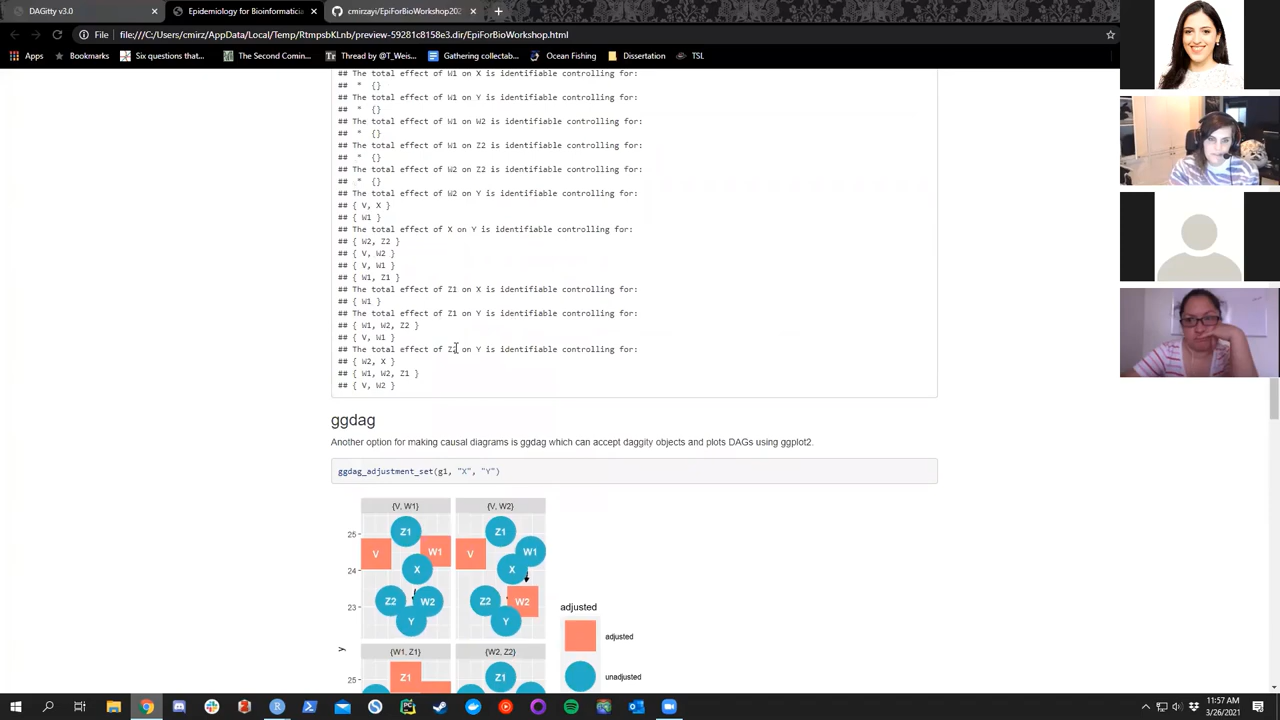 DAGitty v3.0
Epidemiology for Bioinformatician
cmirzay/EpiForBioWorkshop202
File
file:///C:/Users/cmirz/AppData/Local/Temp/RtmpsbKLnb/preview-59281c8158e3.dir/EpiForBioWorkshop.html
Apps Bookmarks Six questions that... The Second Comin... Thread by @T_Weis... Gathering collectab... Ocean Fishing Dissertation TSL
## The total effect of W1 on X is identifiable controlling for:
## " {}
## The total effect of W1 on Y is identifiable controlling for:
## " {}
## The total effect of W1 on W2 is identifiable controlling for:
## " {}
## The total effect of W1 on Z2 is identifiable controlling for:
## " {}
## The total effect of W2 on Z2 is identifiable controlling for:
## " {}
## The total effect of W2 on Y is identifiable controlling for:
## { V, X }
## { W1 }
## The total effect of X on Y is identifiable controlling for:
## { W2, Z2 }
## { V, W2 }
## { V, W1 }
## { W1, Z1 }
## The total effect of Z1 on X is identifiable controlling for:
## { W1 }
## The total effect of Z1 on Y is identifiable controlling for:
## { W1, W2, Z2 }
## { V, W1 }
## The total effect of Z2 on Y is identifiable controlling for:
## { W2, X }
## { W1, W2, Z1 }
## { V, W2 }
ggdag
Another option for making causal diagrams is ggdag which can accept daggity objects and plots DAGs using ggplot2.
ggdag_adjustment_set(g1, "X", "Y")
{V, W1} {V, W2}
25 Z1 Z1
V W1 V W1
24 X X
23 Z2 W2 Z2 W2
Y Y
adjusted
adjusted
unadjusted
y
{W1, Z1} {W2, Z2}
25 Z1 Z1
11:57 AM
3/26/2021